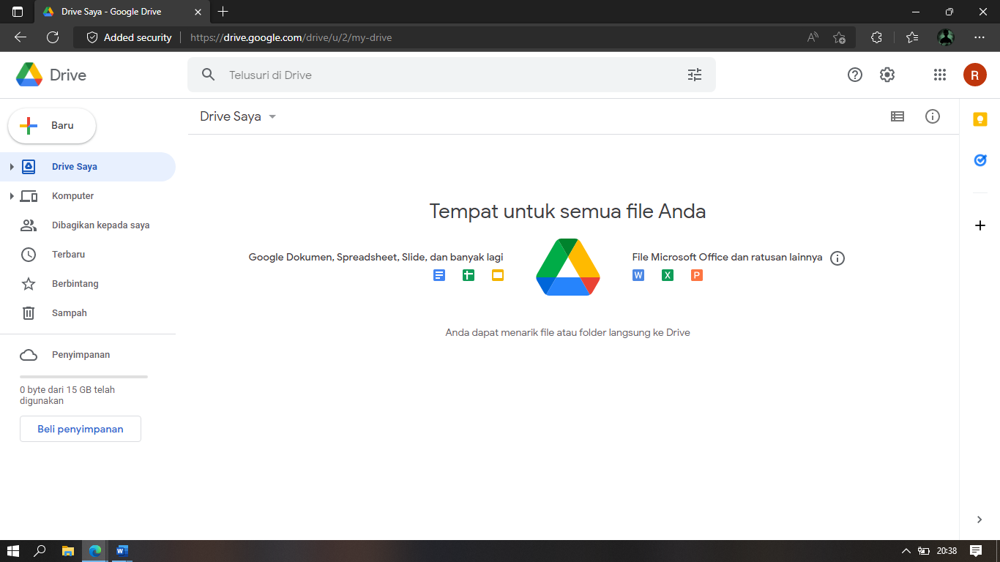 Drive Saya - Google Drive
Added security
https://drive.google.com/drive/u/2/my-drive
Drive
Telusuri di Drive
R
Baru
Drive Saya
Drive Saya
Komputer
Dibagikan kepada saya
Terbaru
Berbintang
Sampah
Penyimpanan
0 byte dari 15 GB telah
digunakan
Beli penyimpanan
Tempat untuk semua file Anda
Google Dokumen, Spreadsheet, Slide, dan banyak lagi
File Microsoft Office dan ratusan lainnya
W X P
Anda dapat menarik file atau folder langsung ke Drive
20:38